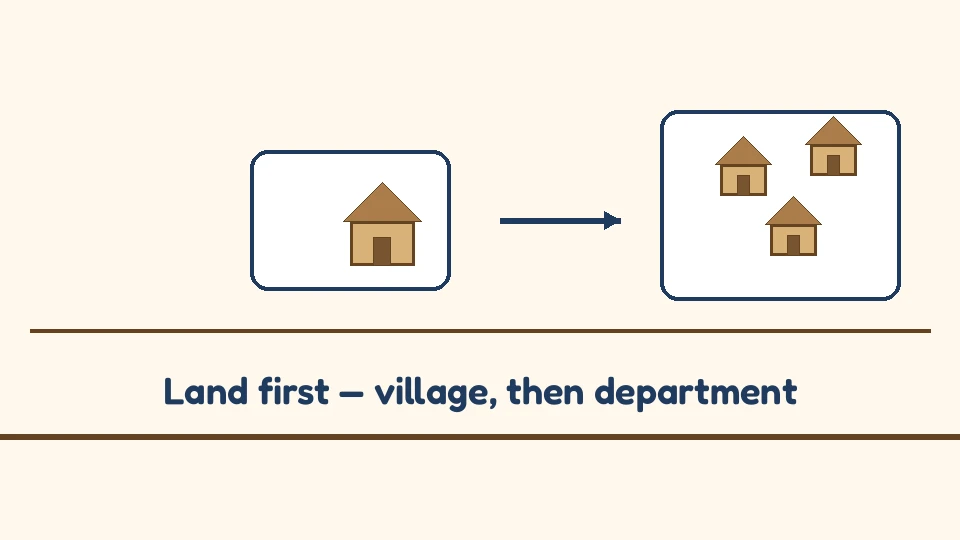 Land first — village, then department